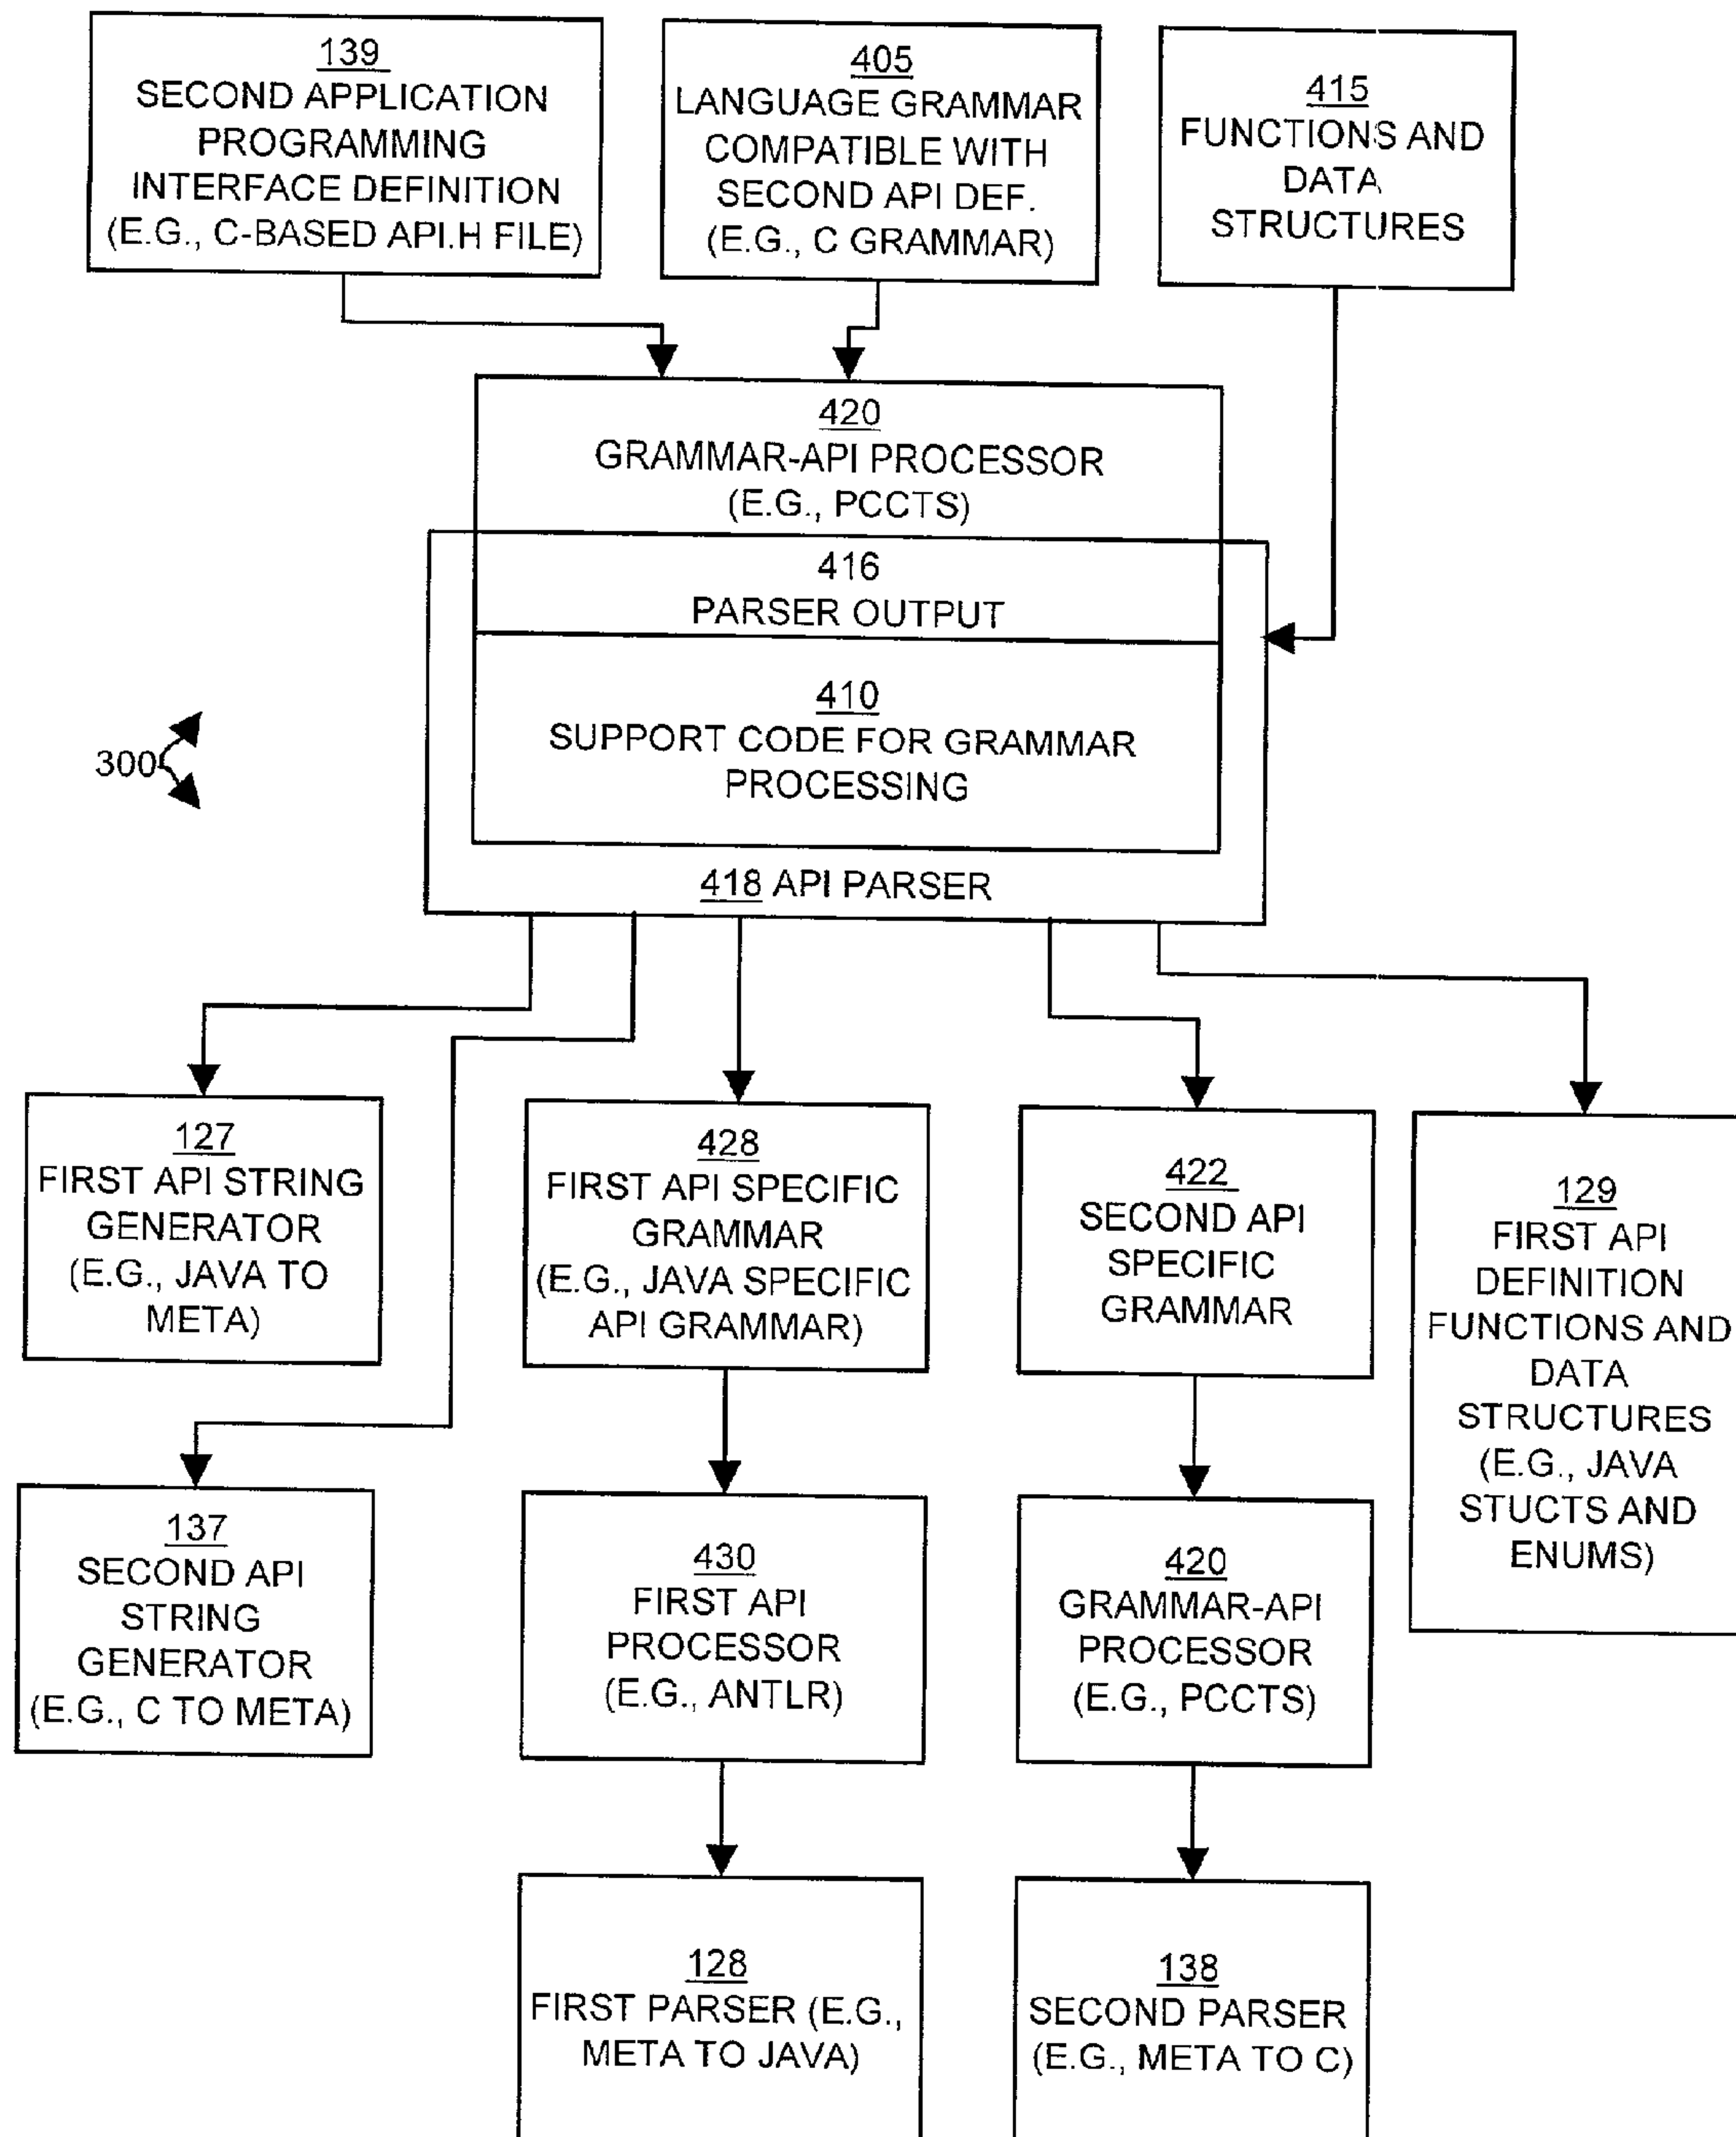 139
SECOND APPLICATION
PROGRAMMING
INTERFACE DEFINITION
(E.G., C-BASED API.H FILE)
405
LANGUAGE GRAMMAR
COMPATIBLE WITH
SECOND API DEF.
(E.G., C GRAMMAR)
415
FUNCTIONS AND
DATA
STRUCTURES
420
GRAMMAR-API PROCESSOR
(E.G., PCCTS)
416
PARSER OUTPUT
410
SUPPORT CODE FOR GRAMMAR
PROCESSING
418 API PARSER
300
127
FIRST API STRING
GENERATOR
(E.G., JAVA TO
META)
428
FIRST API SPECIFIC
GRAMMAR
(E.G., JAVA SPECIFIC
API GRAMMAR)
422
SECOND API
SPECIFIC
GRAMMAR
129
FIRST API
DEFINITION
FUNCTIONS AND
DATA
STRUCTURES
(E.G., JAVA
STUCTS AND
ENUMS)
137
SECOND API
STRING
GENERATOR
(E.G., C TO META)
430
FIRST API
PROCESSOR
(E.G., ANTLR)
420
GRAMMAR-API
PROCESSOR
(E.G., PCCTS)
128
FIRST PARSER (E.G.,
META TO JAVA)
138
SECOND PARSER
(E.G., META TO C)